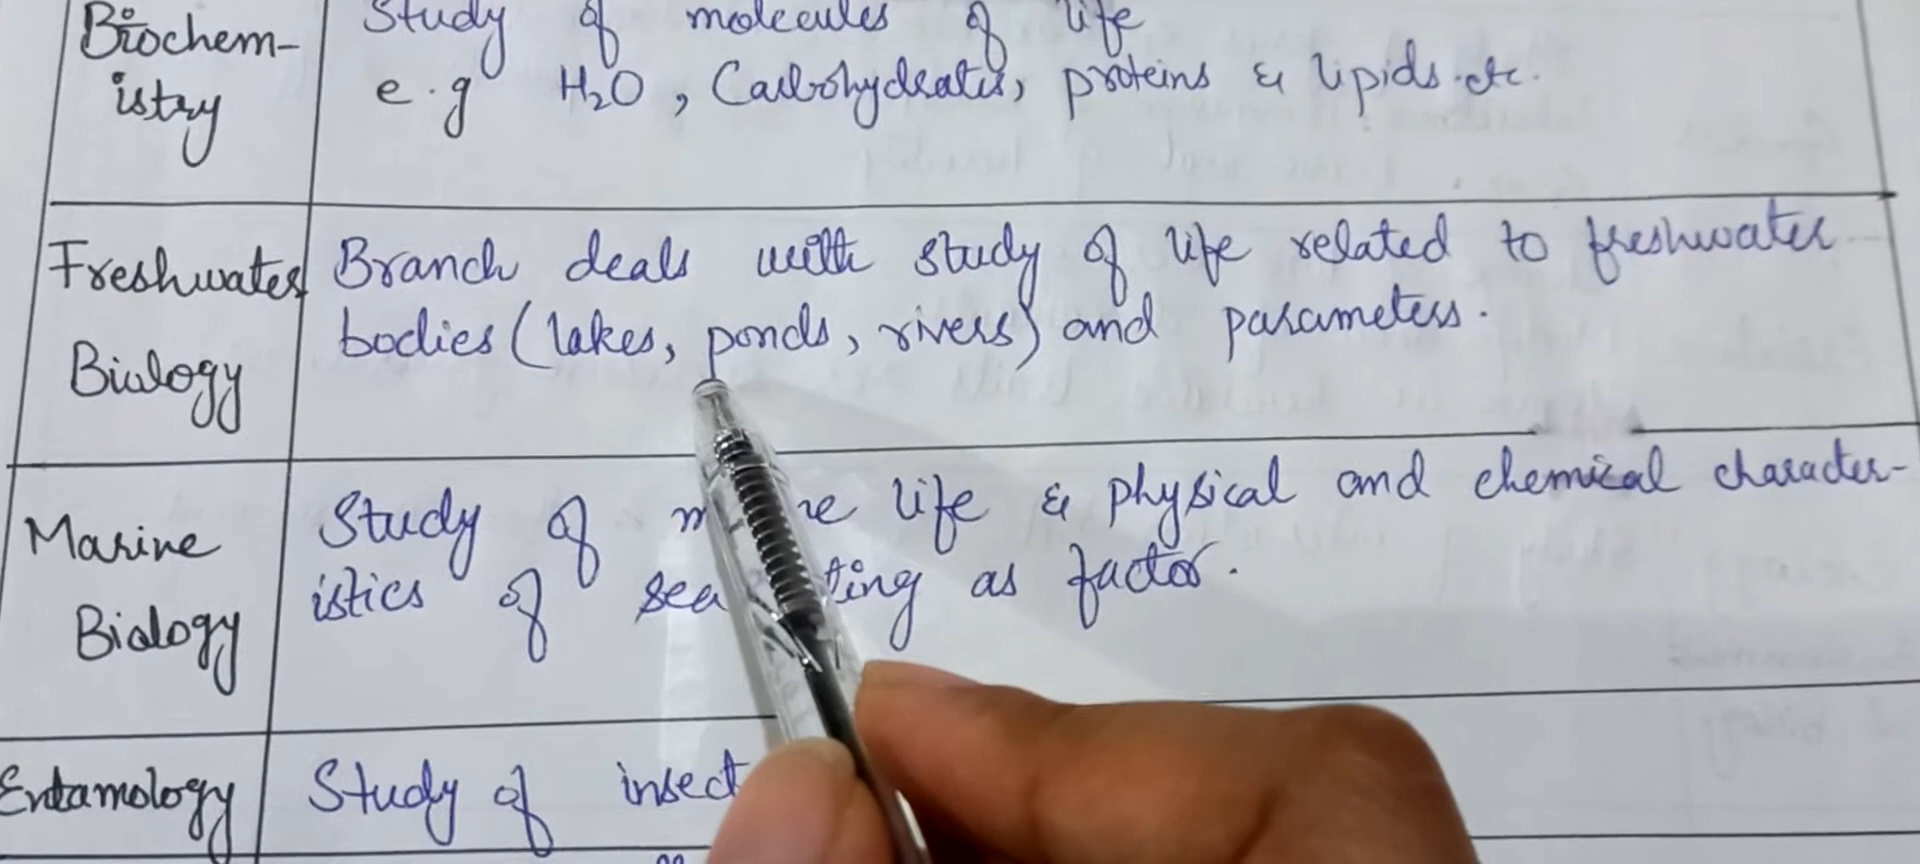 Biochem-
istry
Study of molecules of life
e.g H₂O, Carbohydrates, proteins & lipids.etc.
Freshwater
Biology
Branch deals with study of life related to freshwater
bodies (lakes, ponds, rivers) and parameters.
Marine
Biology
Study of life & physical and chemical character-
istics of sea as factor.
Entamology
Study of insect